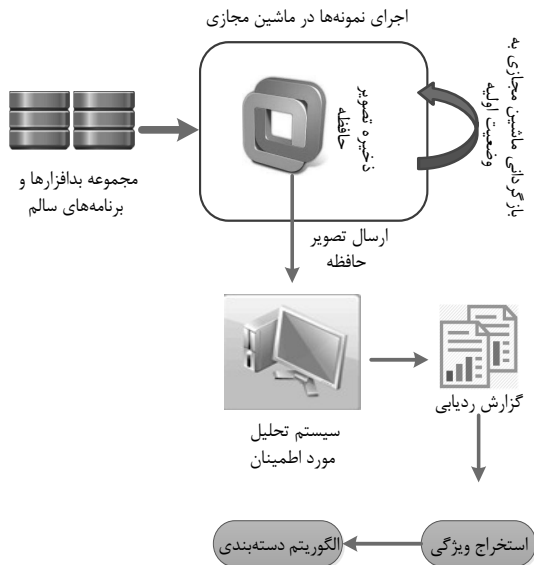 اجرای نمونه‌ها در ماشین مجازی
ذخیره تصویر
حافظه
بازگردانی ماشین مجازی به
وضعیت اولیه
مجموعه بدافزارها و
برنامه‌های سالم
ارسال تصویر
حافظه
سیستم تحلیل
مورد اطمینان
گزارش ردیابی
استخراج ویژگی
الگوریتم دسته‌بندی